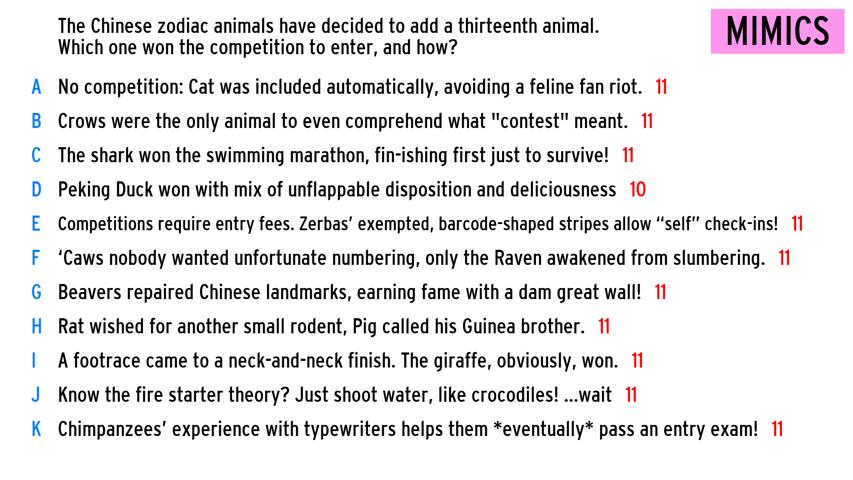 The Chinese zodiac animals have decided to add a thirteenth animal.
Which one won the competition to enter, and how?
MIMICS
A No competition: Cat was included automatically, avoiding a feline fan riot. 11
B Crows were the only animal to even comprehend what "contest" meant. 11
C The shark won the swimming marathon, fin-ishing first just to survive! 11
D Peking Duck won with mix of unflappable disposition and deliciousness 10
E Competitions require entry fees. Zerbas’ exempted, barcode-shaped stripes allow “self” check-ins! 11
F ‘Caws nobody wanted unfortunate numbering, only the Raven awakened from slumbering. 11
G Beavers repaired Chinese landmarks, earning fame with a dam great wall! 11
H Rat wished for another small rodent, Pig called his Guinea brother. 11
I A footrace came to a neck-and-neck finish. The giraffe, obviously, won. 11
J Know the fire starter theory? Just shoot water, like crocodiles! ...wait 11
K Chimpanzees’ experience with typewriters helps them *eventually* pass an entry exam! 11